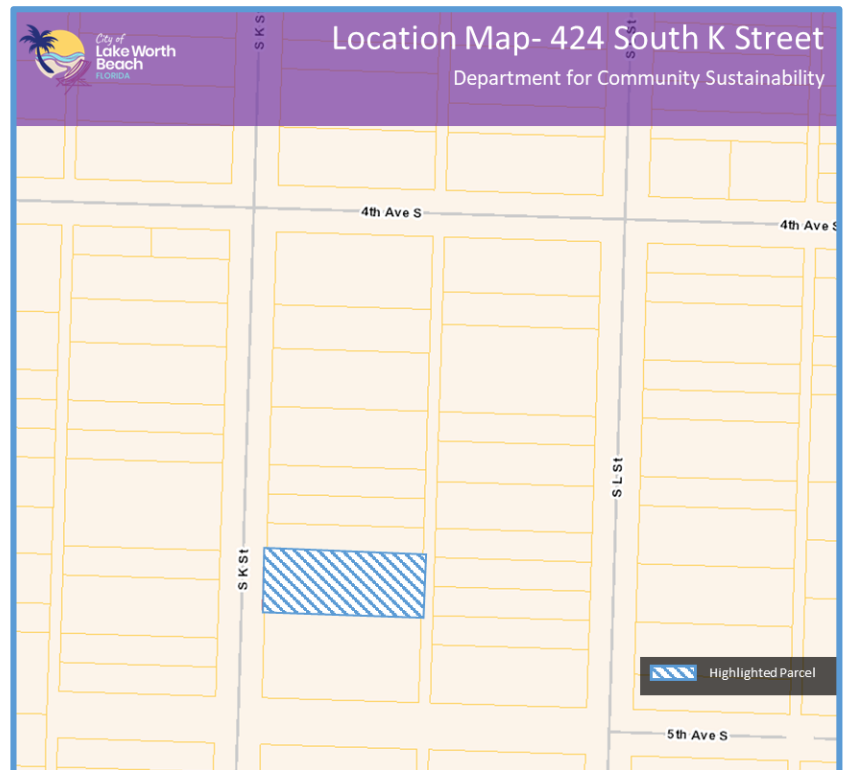 S K S
City of
Lake Worth
Beach
FLORIDA
Location Map- 424 South K Street
Department for Community Sustainability
4th Ave S
4th Ave S
S L St
S K St
Highlighted Parcel
5th Ave S